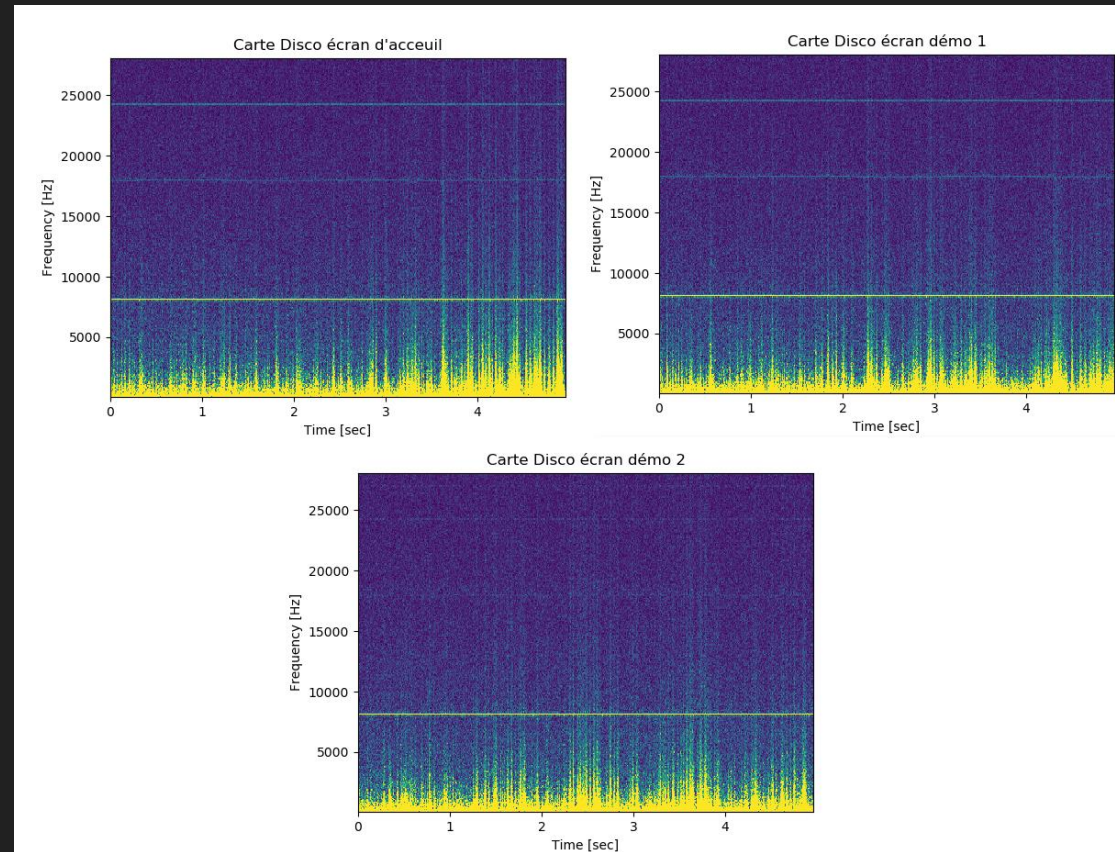 Carte Disco écran d'acceuil
25000
20000
15000
10000
5000
Frequency [Hz]
0 1 2 3 4
Time [sec]
Carte Disco écran démo 1
25000
20000
15000
10000
5000
Frequency [Hz]
0 1 2 3 4
Time [sec]
Carte Disco écran démo 2
25000
20000
15000
10000
5000
Frequency [Hz]
0 1 2 3 4
Time [sec]